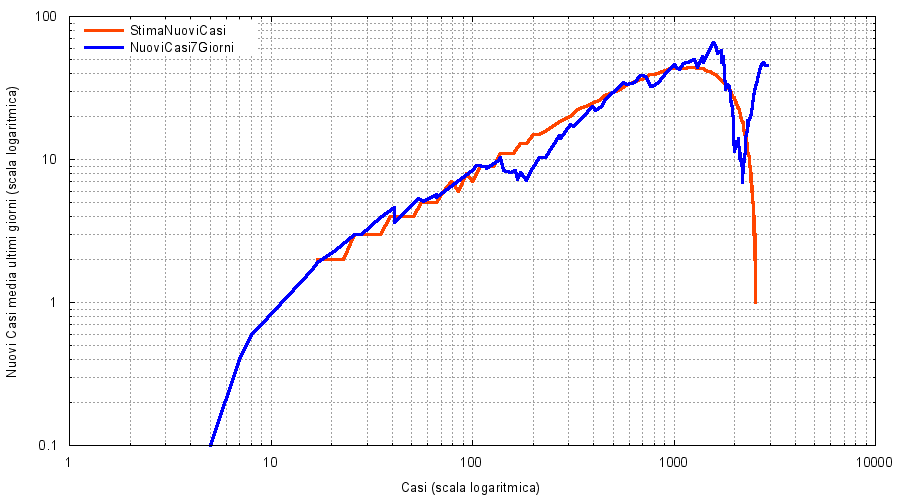 100
StimaNuoviCasi
NuoviCasi7Giorni
10
1
0.1
Nuovi Casi media ultimi giorni (scala logaritmica)
1 10 100 1000 10000
Casi (scala logaritmica)